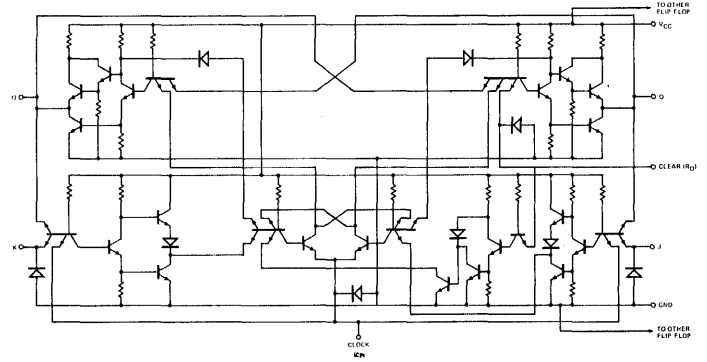 TO OTHER
FLIP FLOP
VCC
Q
CLEAR (RD)
K
J
GND
TO OTHER
FLIP FLOP
CLOCK
(CP)